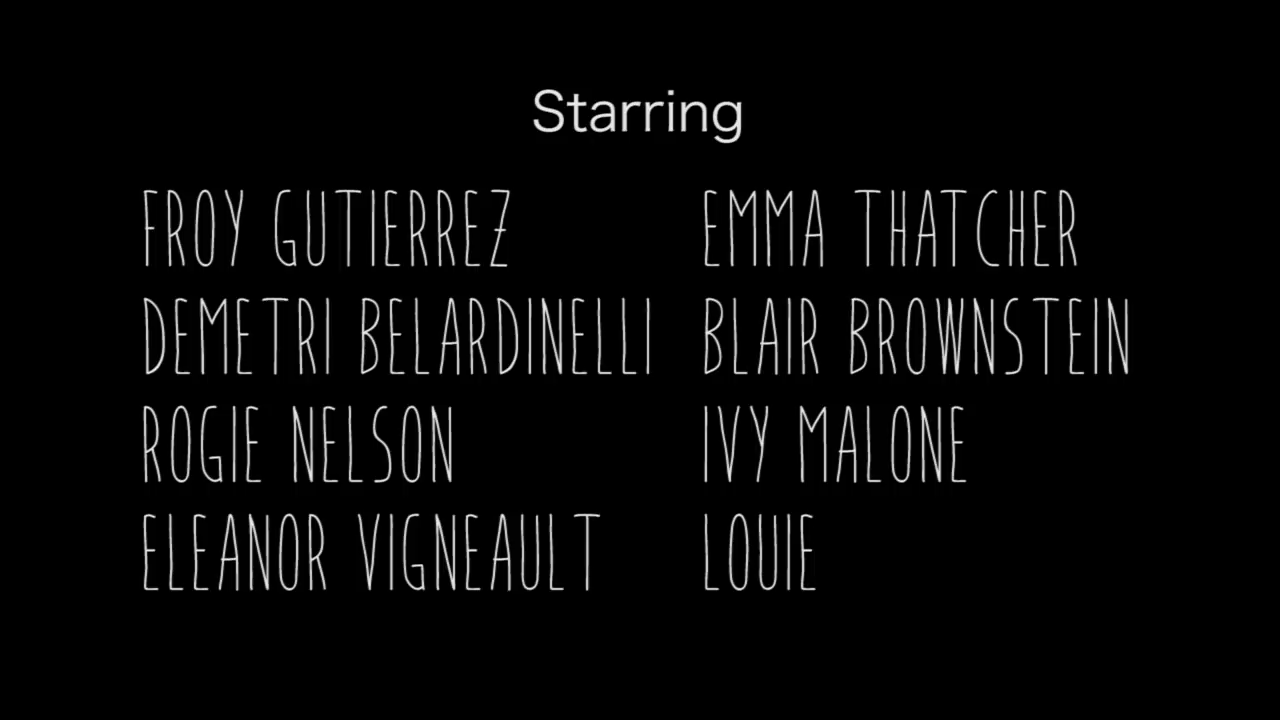 Starring
FROY GUTIERREZ
EMMA THATCHER
DEMETRI BELARDINELLI
BLAIR BROWNSTEIN
ROGIE NELSON
IVY MALONE
ELEANOR VIGNEAULT
LOUIE